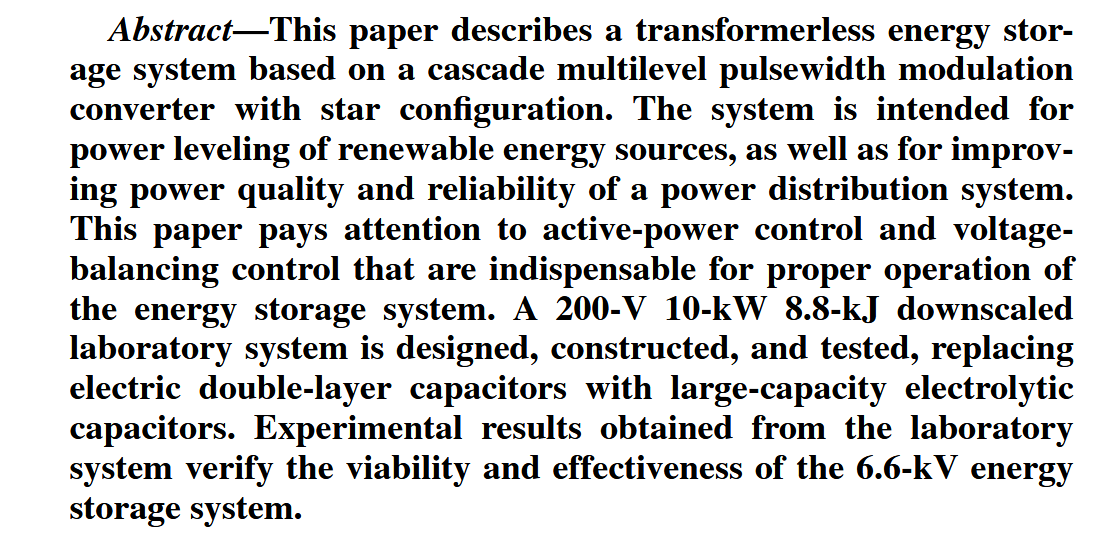 Abstract—This paper describes a transformerless energy stor-
age system based on a cascade multilevel pulsewidth modulation
converter with star configuration. The system is intended for
power leveling of renewable energy sources, as well as for improv-
ing power quality and reliability of a power distribution system.
This paper pays attention to active-power control and voltage-
balancing control that are indispensable for proper operation of
the energy storage system. A 200-V 10-kW 8.8-kJ downscaled
laboratory system is designed, constructed, and tested, replacing
electric double-layer capacitors with large-capacity electrolytic
capacitors. Experimental results obtained from the laboratory
system verify the viability and effectiveness of the 6.6-kV energy
storage system.